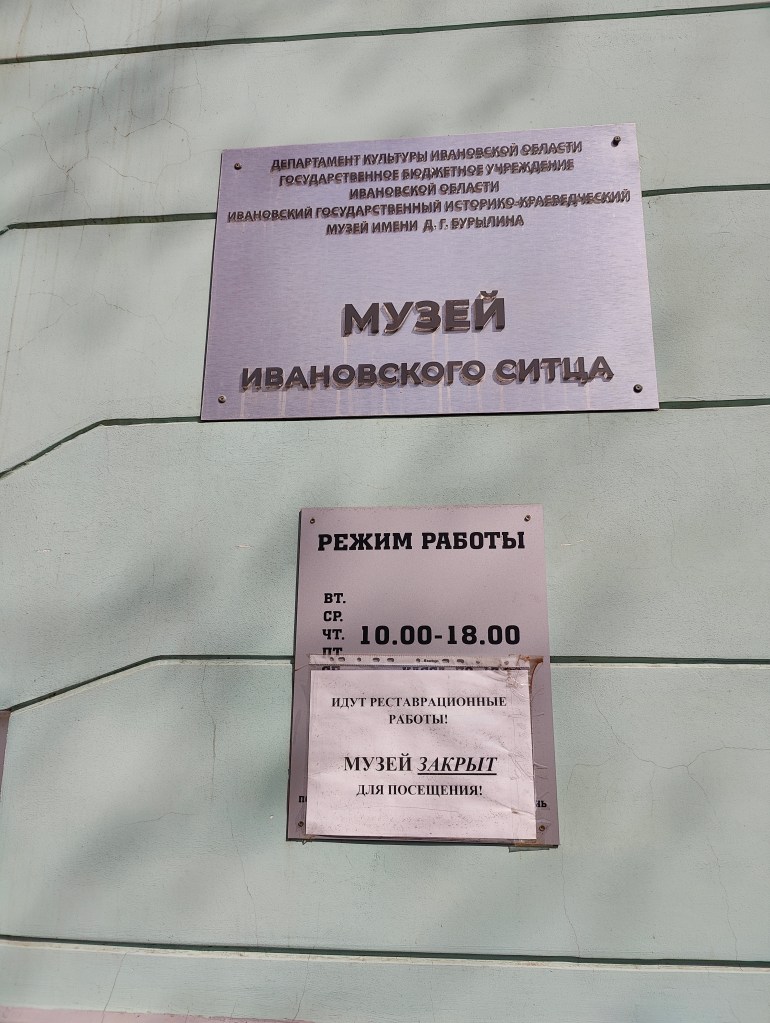 ДЕПАРТАМЕНТ КУЛЬТУРЫ ИВАНОВСКОЙ ОБЛАСТИ
ГОСУДАРСТВЕННОЕ БЮДЖЕТНОЕ УЧРЕЖДЕНИЕ
ИВАНОВСКОЙ ОБЛАСТИ
ИВАНОВСКИЙ ГОСУДАРСТВЕННЫЙ ИСТОРИКО-КРАЕВЕДЧЕСКИЙ
МУЗЕЙ ИМЕНИ Д. Г. БУРЫЛИНА
МУЗЕЙ
ИВАНОВСКОГО СИТЦА
РЕЖИМ РАБОТЫ
ВТ.
СР.
ЧТ. 10.00-18.00
ПТ
ИДУТ РЕСТАВРАЦИОННЫЕ
РАБОТЫ!
МУЗЕЙ ЗАКРЫТ
ДЛЯ ПОСЕЩЕНИЯ!